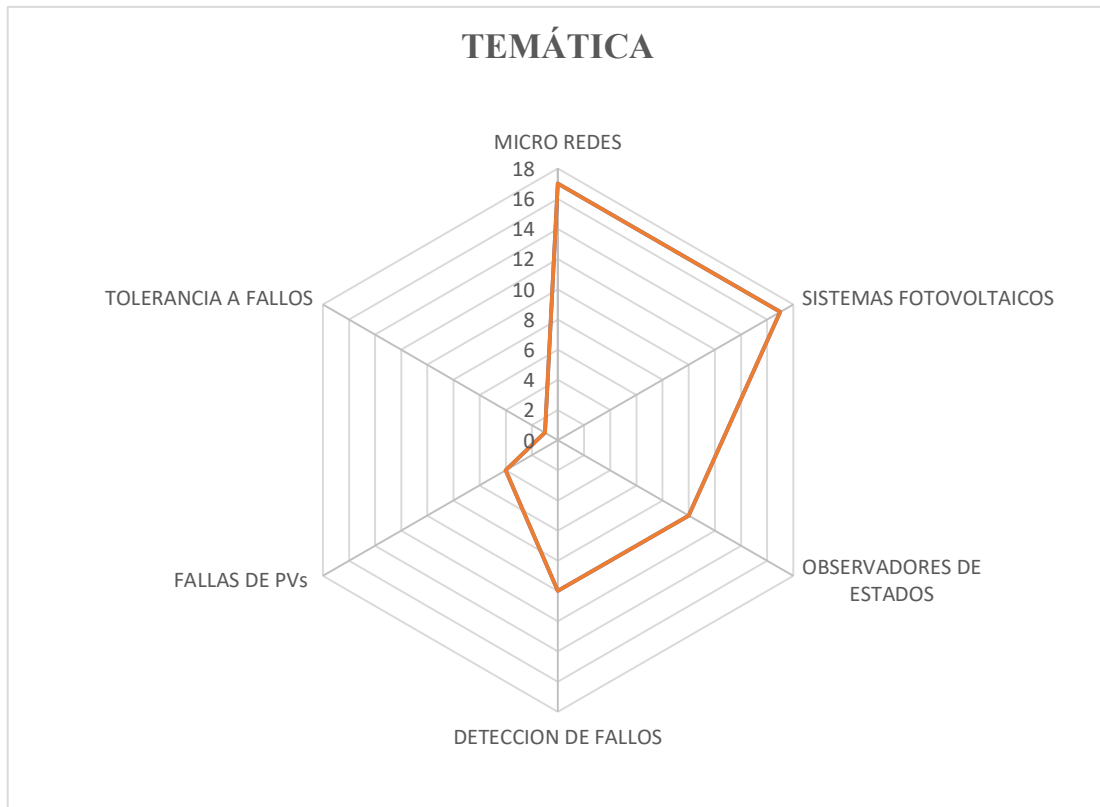 TEMÁTICA
MICRO REDES
18
16
14
12
10
8
6
4
2
0
SISTEMAS FOTOVOLTAICOS
OBSERVADORES DE
ESTADOS
DETECCION DE FALLOS
FALLAS DE PVs
TOLERANCIA A FALLOS